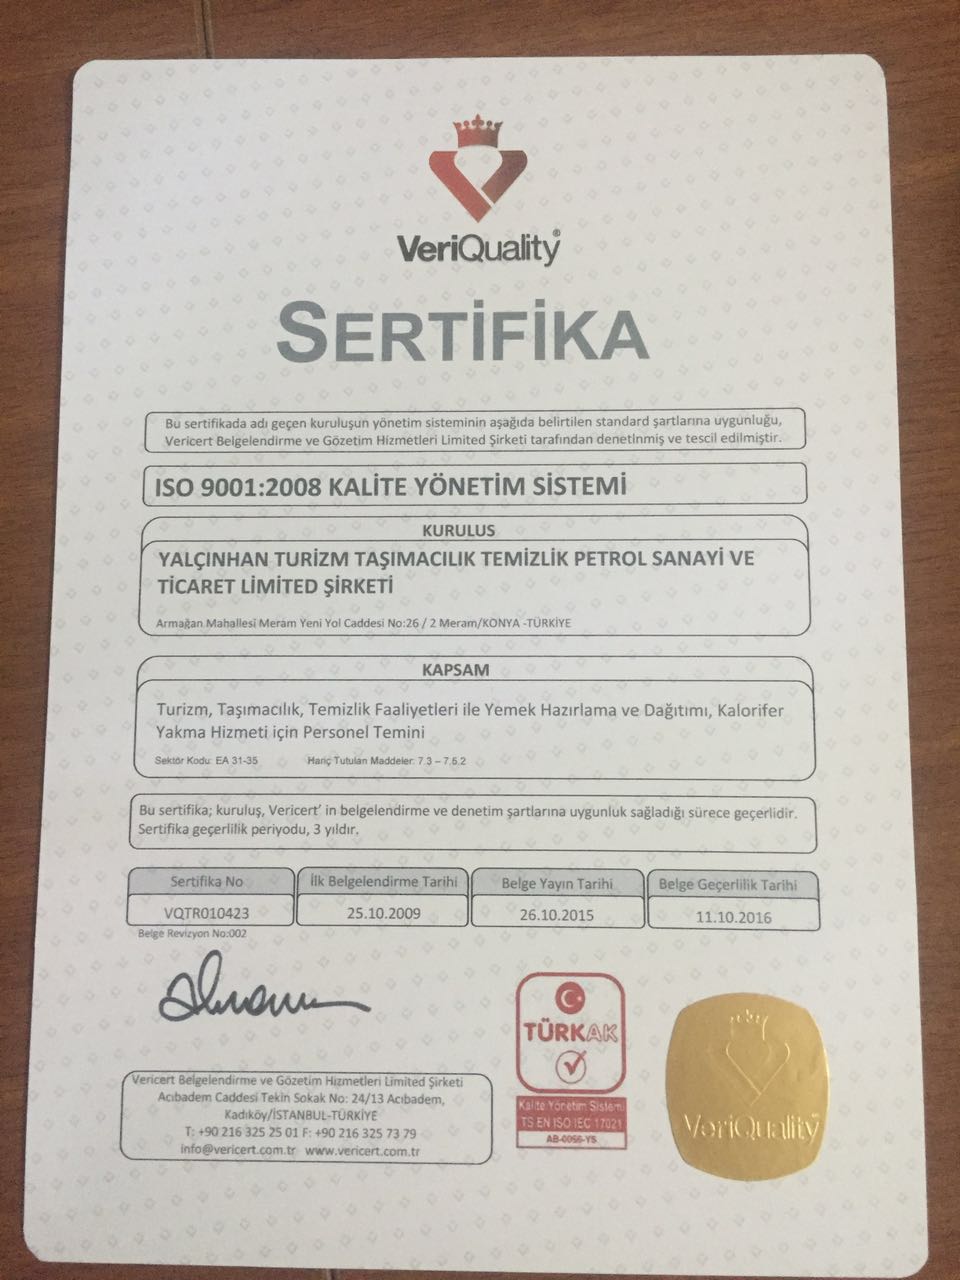 VeriQuality®
SERTİFİKA
Bu sertifikada adı geçen kuruluşun yönetim sisteminin aşağıda belirtilen standard şartlarına uygunluğu,
Vericert Belgelendirme ve Gözetim Hizmetleri Limited Şirketi tarafından denetlnmiş ve tescil edilmiştir.
ISO 9001:2008 KALİTE YÖNETİM SİSTEMİ
KURULUS
YALÇINHAN TURİZM TAŞIMACILIK TEMİZLİK PETROL SANAYİ VE
TİCARET LİMİTED ŞİRKETİ
Armağan Mahallesi Meram Yeni Yol Caddesi No:26 / 2 Meram/KONYA -TÜRKİYE
KAPSAM
Turizm, Taşımacılık, Temizlik Faaliyetleri ile Yemek Hazırlama ve Dağıtımı, Kalorifer
Yakma Hizmeti için Personel Temini
Sektör Kodu: EA 31-35 Hariç Tutulan Maddeler: 7.3 – 7.5.2
Bu sertifika; kuruluş, Vericert' in belgelendirme ve denetim şartlarına uygunluk sağladığı sürece geçerlidir.
Sertifika geçerlilik periyodu, 3 yıldır.
Sertifika No İlk Belgelendirme Tarihi Belge Yayın Tarihi Belge Geçerlilik Tarihi
VQTR010423 25.10.2009 26.10.2015 11.10.2016
Belge Revizyon No:002
TÜRKAK
Kalite Yönetim Sistemi
TS EN ISO IEC 17021
AB-0056-YS
Vericert Belgelendirme ve Gözetim Hizmetleri Limited Şirketi
Acıbadem Caddesi Tekin Sokak No: 24/13 Acıbadem,
Kadıköy/İSTANBUL-TÜRKİYE
T: +90 216 325 25 01 F: +90 216 325 73 79
info@vericert.com.tr www.vericert.com.tr
VeriQuality